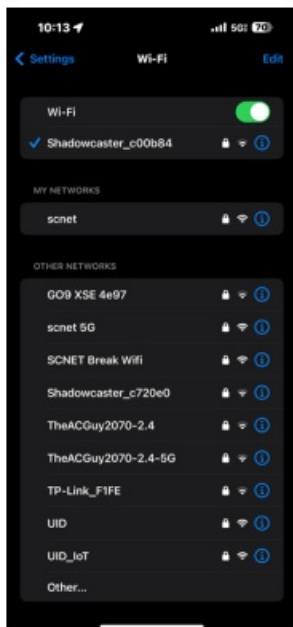 10:13 5G 70
Settings Wi-Fi Edit
Wi-Fi
Shadowcaster_c00b84
MY NETWORKS
scnet
OTHER NETWORKS
GO9 XSE 4e97
scnet 5G
SCNET Break Wifi
Shadowcaster_c720e0
TheACGuy2070-2.4
TheACGuy2070-2.4-5G
TP-Link_F1FE
UID
UID_IoT
Other...